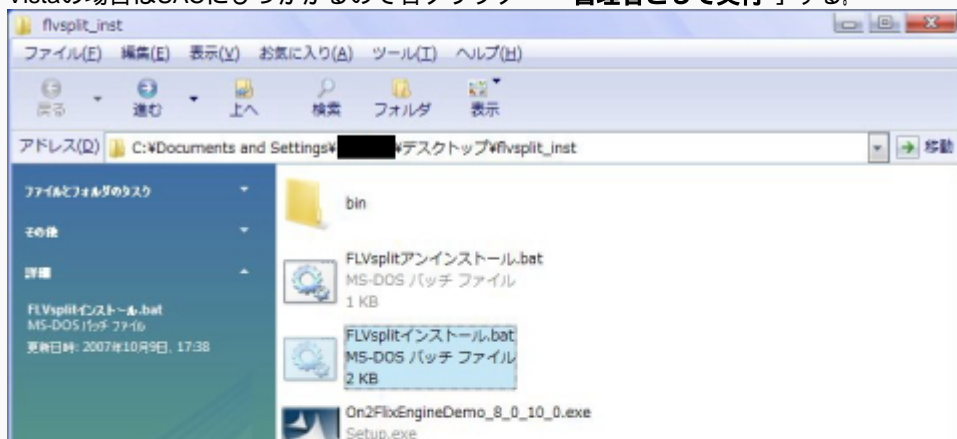 Vistaの場合はUACにひっかかるので右クリック→「管理者として実行」する。
flvsplit_inst
ファイル(F) 編集(E) 表示(V) お気に入り(A) ツール(T) ヘルプ(H)
戻る 進む 上へ 検索 フォルダ 表示
アドレス(D) C:¥Documents and Settings¥ ¥デスクトップ¥flvsplit_inst 移動
ファイルとフォルダのタスク
その他
詳細
FLVsplitインストール.bat
MS-DOS バッチ ファイル
更新日時: 2007年10月9日、17:38
bin
FLVsplitアンインストール.bat
MS-DOS バッチ ファイル
1 KB
FLVsplitインストール.bat
MS-DOS バッチ ファイル
2 KB
On2FlixEngineDemo_8_0_10_0.exe
Setup.exe